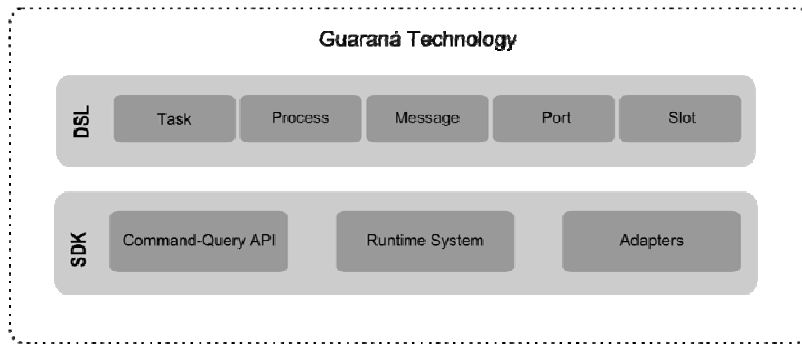 Guaraná Technology
DSL
Task Process Message Port Slot
SDK
Command-Query API Runtime System Adapters